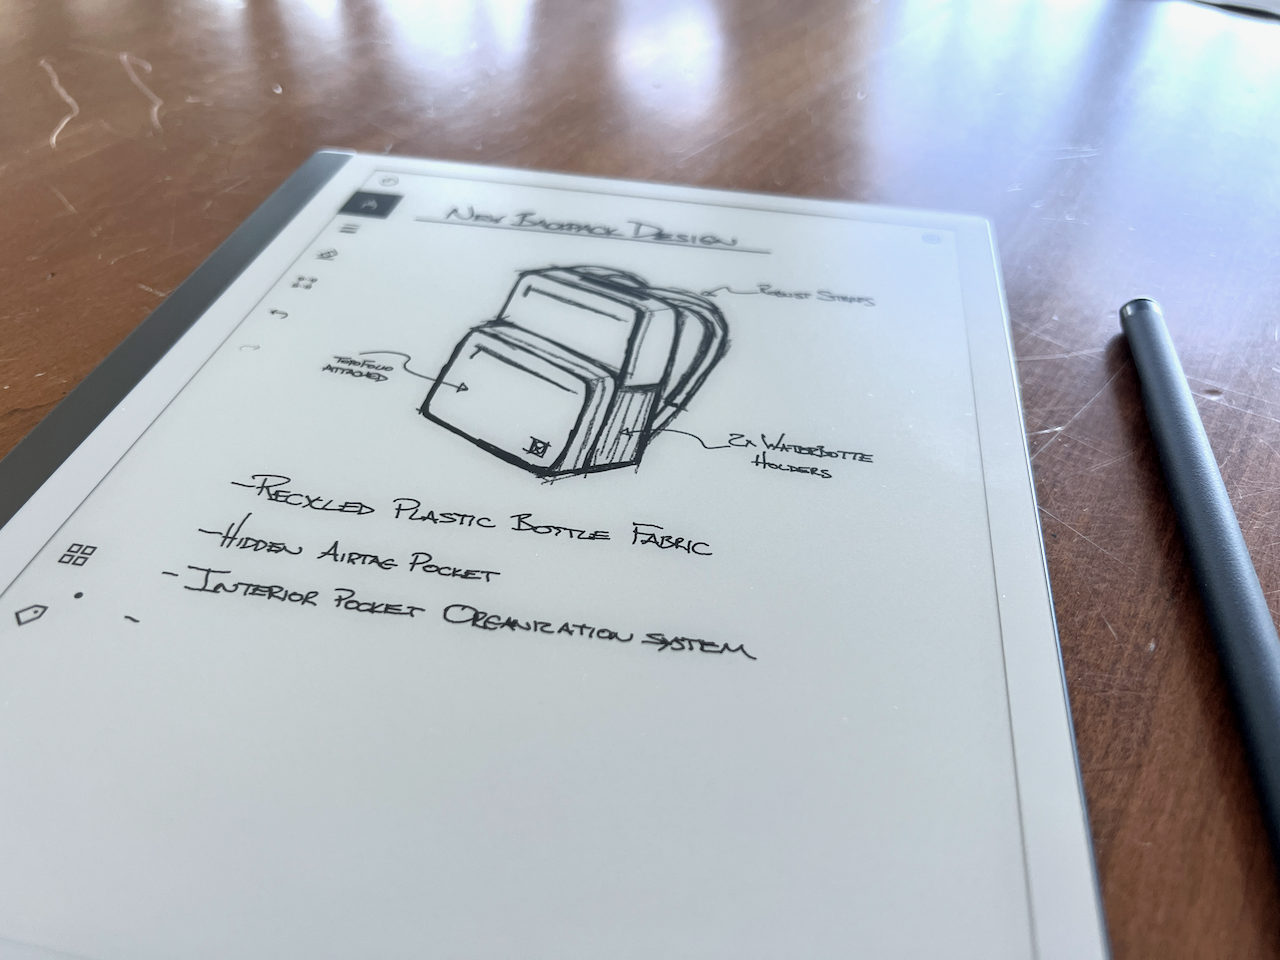 New Backpack Design
Robust Straps
Topofolio
Attached
2x Waterbottle
Holders
- Recycled Plastic Bottle Fabric
- Hidden Airtag Pocket
- Interior Pocket Organization System